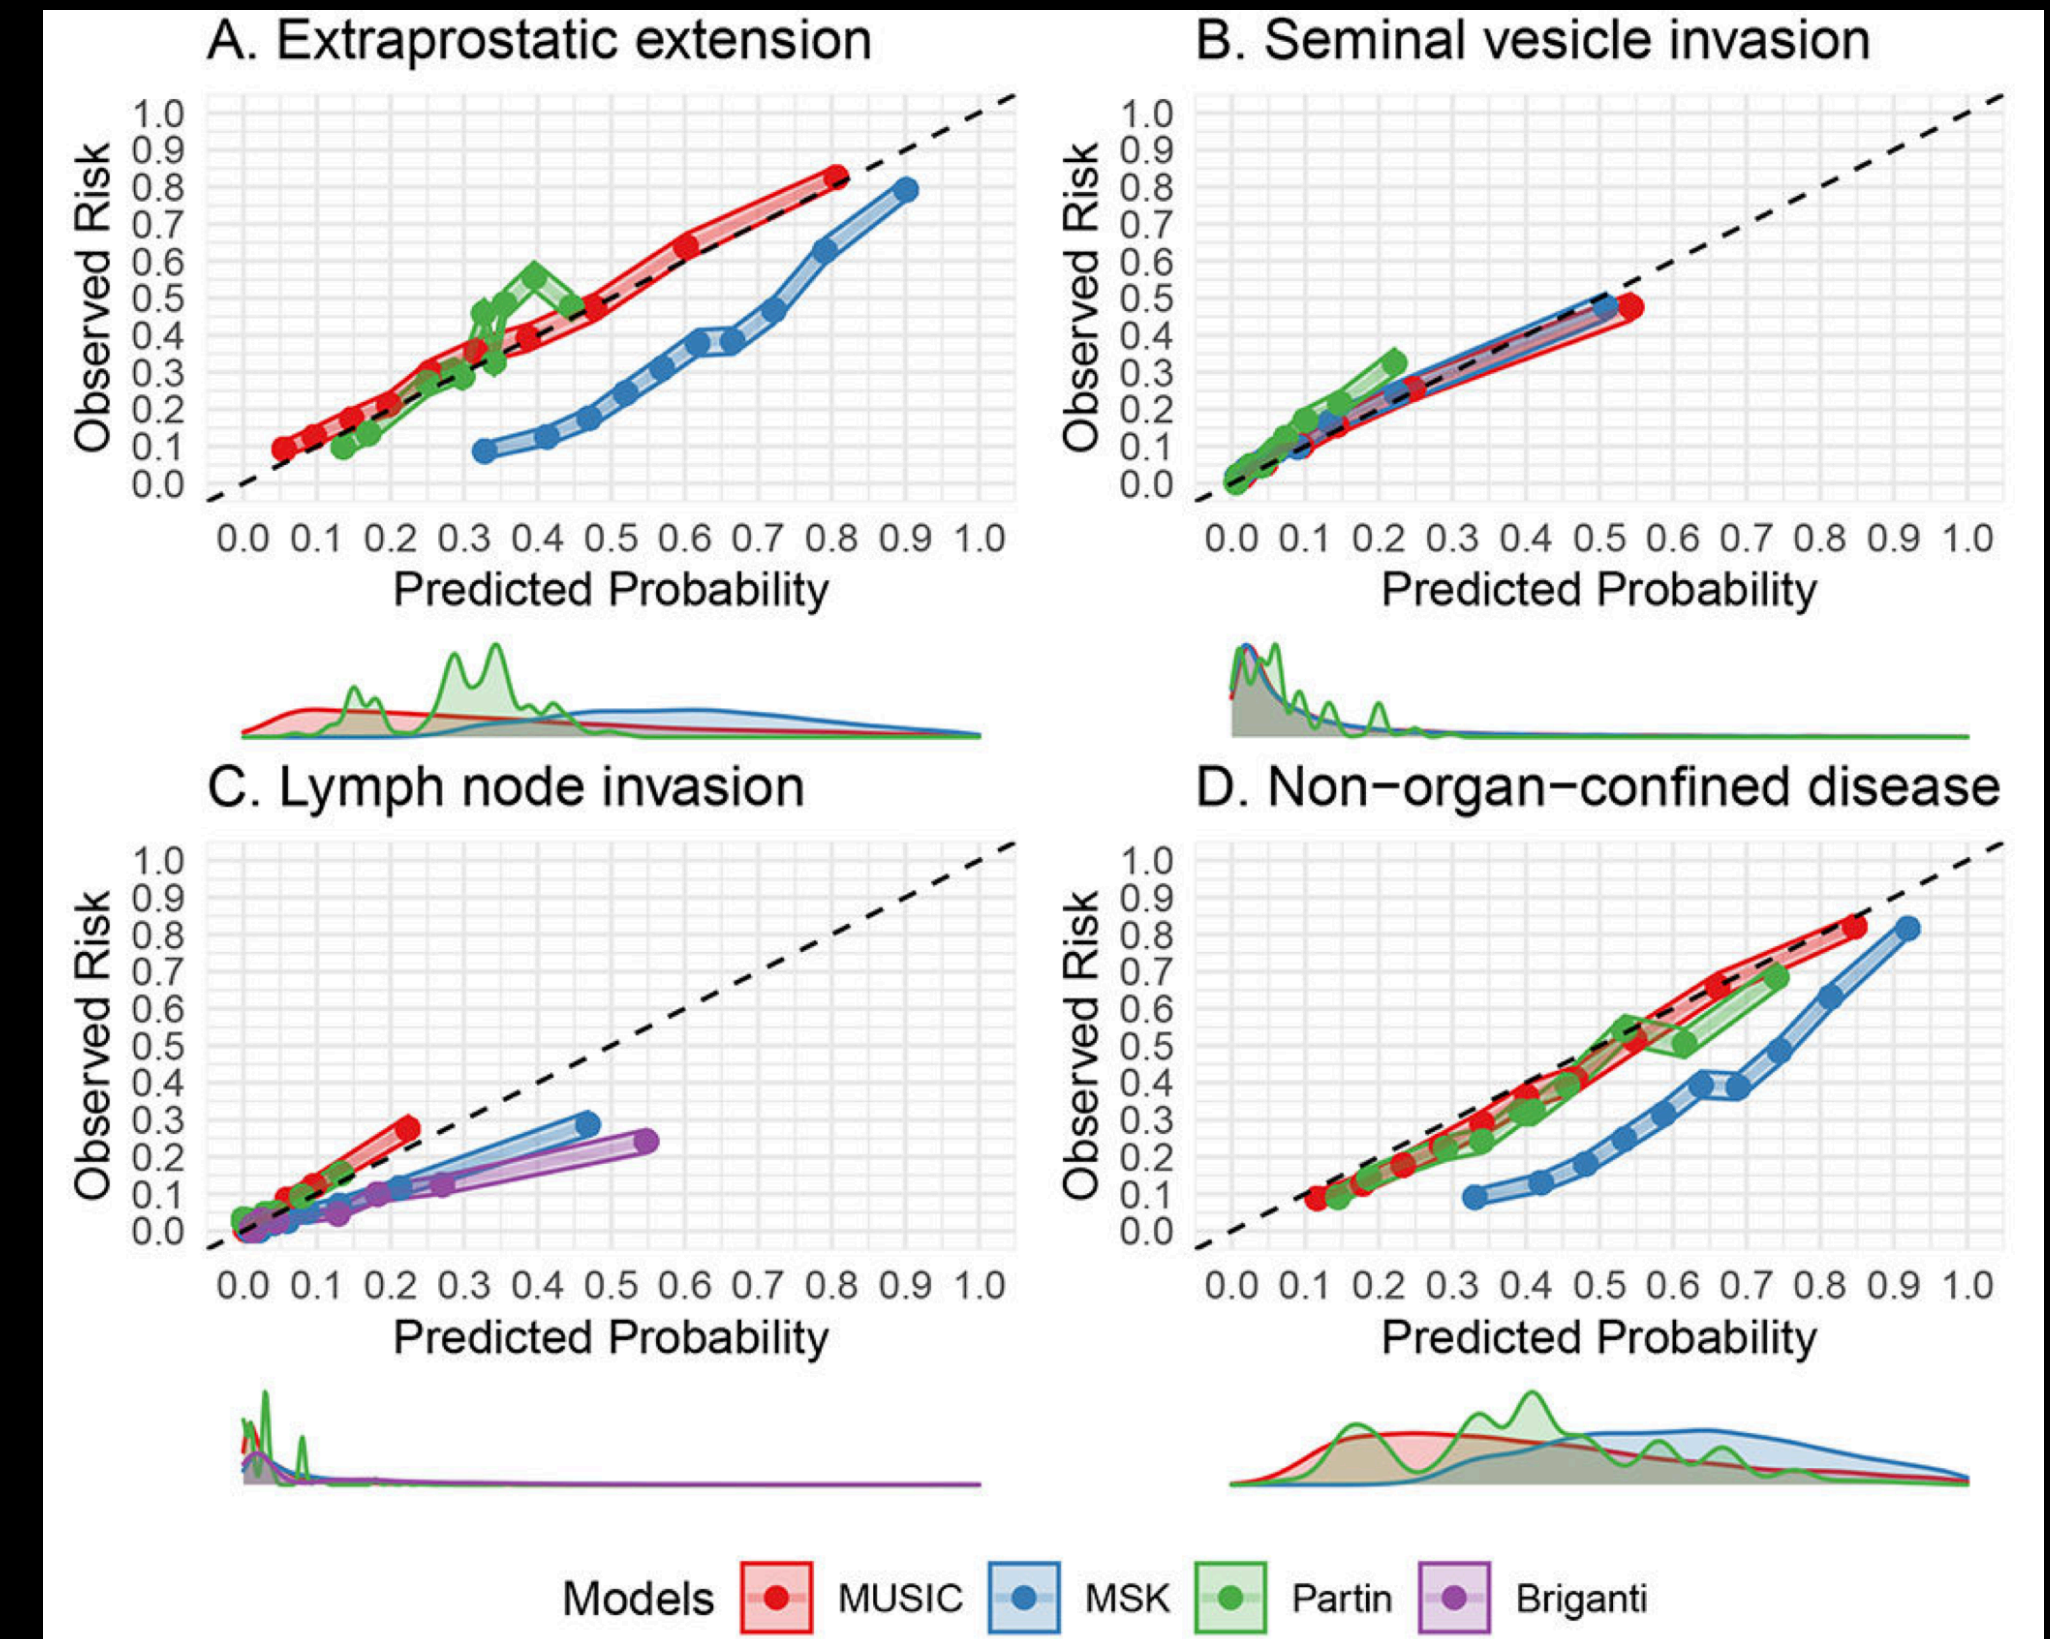 A. Extraprostatic extension
Observed Risk
1.0
0.9
0.8
0.7
0.6
0.5
0.4
0.3
0.2
0.1
0.0
0.0 0.1 0.2 0.3 0.4 0.5 0.6 0.7 0.8 0.9 1.0
Predicted Probability
B. Seminal vesicle invasion
Observed Risk
1.0
0.9
0.8
0.7
0.6
0.5
0.4
0.3
0.2
0.1
0.0
0.0 0.1 0.2 0.3 0.4 0.5 0.6 0.7 0.8 0.9 1.0
Predicted Probability
C. Lymph node invasion
Observed Risk
1.0
0.9
0.8
0.7
0.6
0.5
0.4
0.3
0.2
0.1
0.0
0.0 0.1 0.2 0.3 0.4 0.5 0.6 0.7 0.8 0.9 1.0
Predicted Probability
D. Non−organ−confined disease
Observed Risk
1.0
0.9
0.8
0.7
0.6
0.5
0.4
0.3
0.2
0.1
0.0
0.0 0.1 0.2 0.3 0.4 0.5 0.6 0.7 0.8 0.9 1.0
Predicted Probability
Models MUSIC MSK Partin Briganti